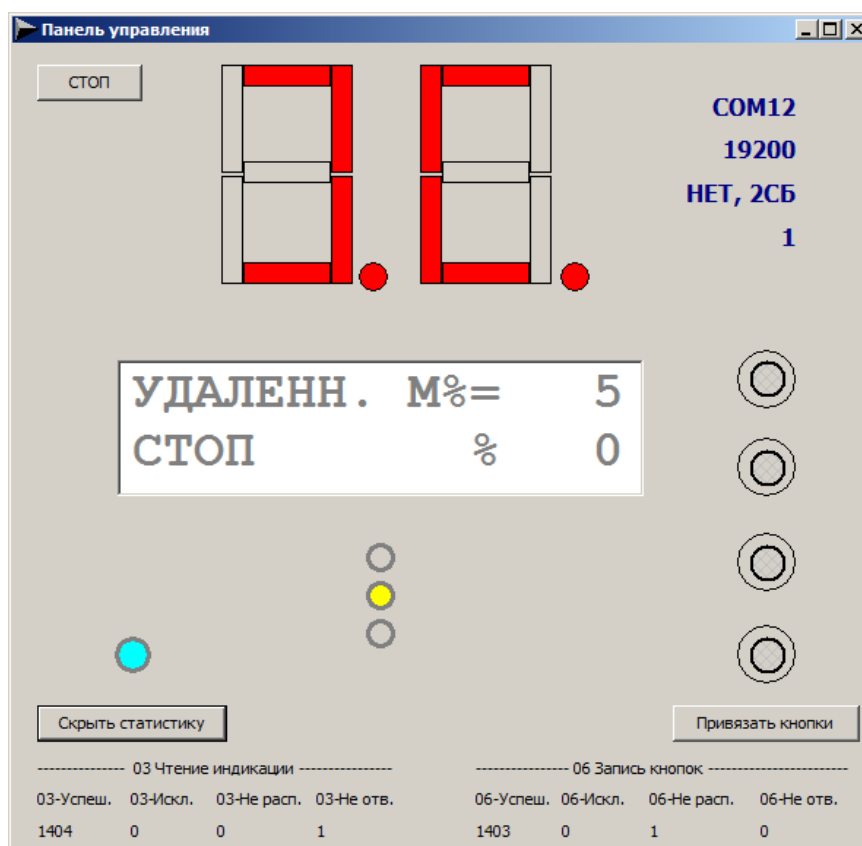 Панель управления
СТОП
COM12
19200
НЕТ, 2СБ
1
УДАЛЕНН. М%= 5
СТОП % 0
Скрыть статистику
Привязать кнопки
--------------- 03 Чтение индикации ----------------
03-Успеш. 03-Искл. 03-Не расп. 03-Не отв.
1404 0 0 1
---------------- 06 Запись кнопок ------------------------
06-Успеш. 06-Искл. 06-Не расп. 06-Не отв.
1403 0 1 0